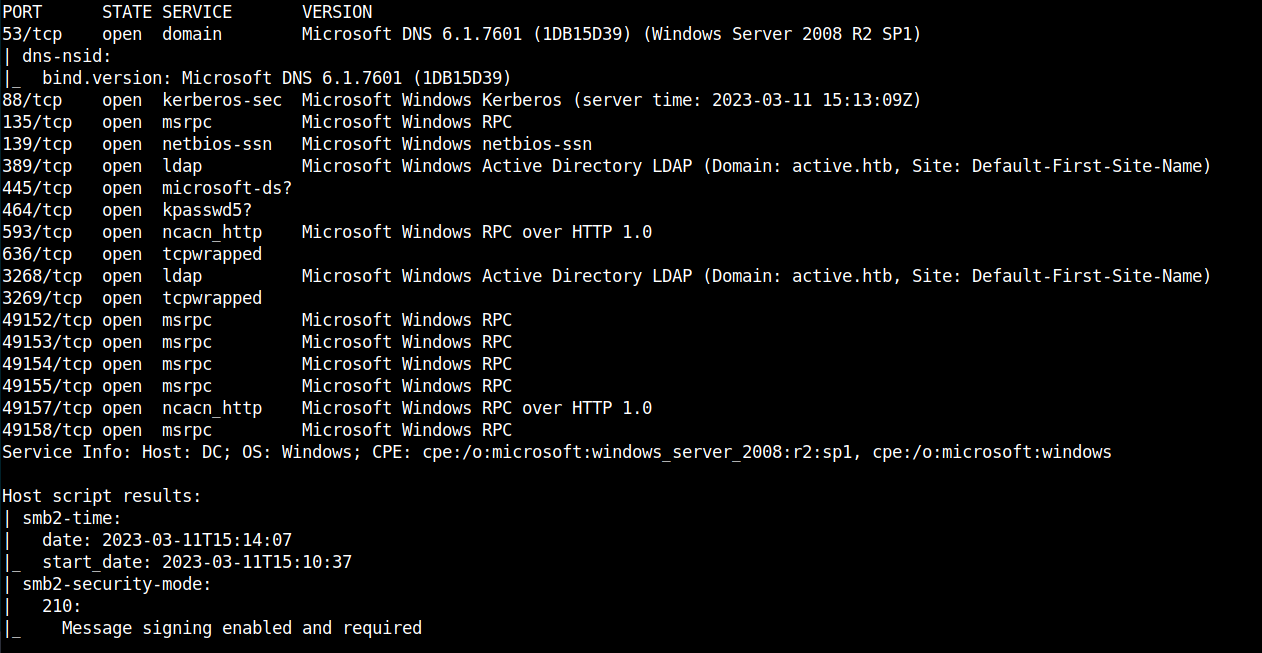 PORT      STATE SERVICE       VERSION
53/tcp    open  domain        Microsoft DNS 6.1.7601 (1DB15D39) (Windows Server 2008 R2 SP1)
| dns-nsid:
|_  bind.version: Microsoft DNS 6.1.7601 (1DB15D39)
88/tcp    open  kerberos-sec  Microsoft Windows Kerberos (server time: 2023-03-11 15:13:09Z)
135/tcp   open  msrpc         Microsoft Windows RPC
139/tcp   open  netbios-ssn   Microsoft Windows netbios-ssn
389/tcp   open  ldap          Microsoft Windows Active Directory LDAP (Domain: active.htb, Site: Default-First-Site-Name)
445/tcp   open  microsoft-ds?
464/tcp   open  kpasswd5?
593/tcp   open  ncacn_http    Microsoft Windows RPC over HTTP 1.0
636/tcp   open  tcpwrapped
3268/tcp  open  ldap          Microsoft Windows Active Directory LDAP (Domain: active.htb, Site: Default-First-Site-Name)
3269/tcp  open  tcpwrapped
49152/tcp open  msrpc         Microsoft Windows RPC
49153/tcp open  msrpc         Microsoft Windows RPC
49154/tcp open  msrpc         Microsoft Windows RPC
49155/tcp open  msrpc         Microsoft Windows RPC
49157/tcp open  ncacn_http    Microsoft Windows RPC over HTTP 1.0
49158/tcp open  msrpc         Microsoft Windows RPC
Service Info: Host: DC; OS: Windows; CPE: cpe:/o:microsoft:windows_server_2008:r2:sp1, cpe:/o:microsoft:windows

Host script results:
| smb2-time:
|   date: 2023-03-11T15:14:07
|_  start_date: 2023-03-11T15:10:37
| smb2-security-mode:
|   210:
|_    Message signing enabled and required